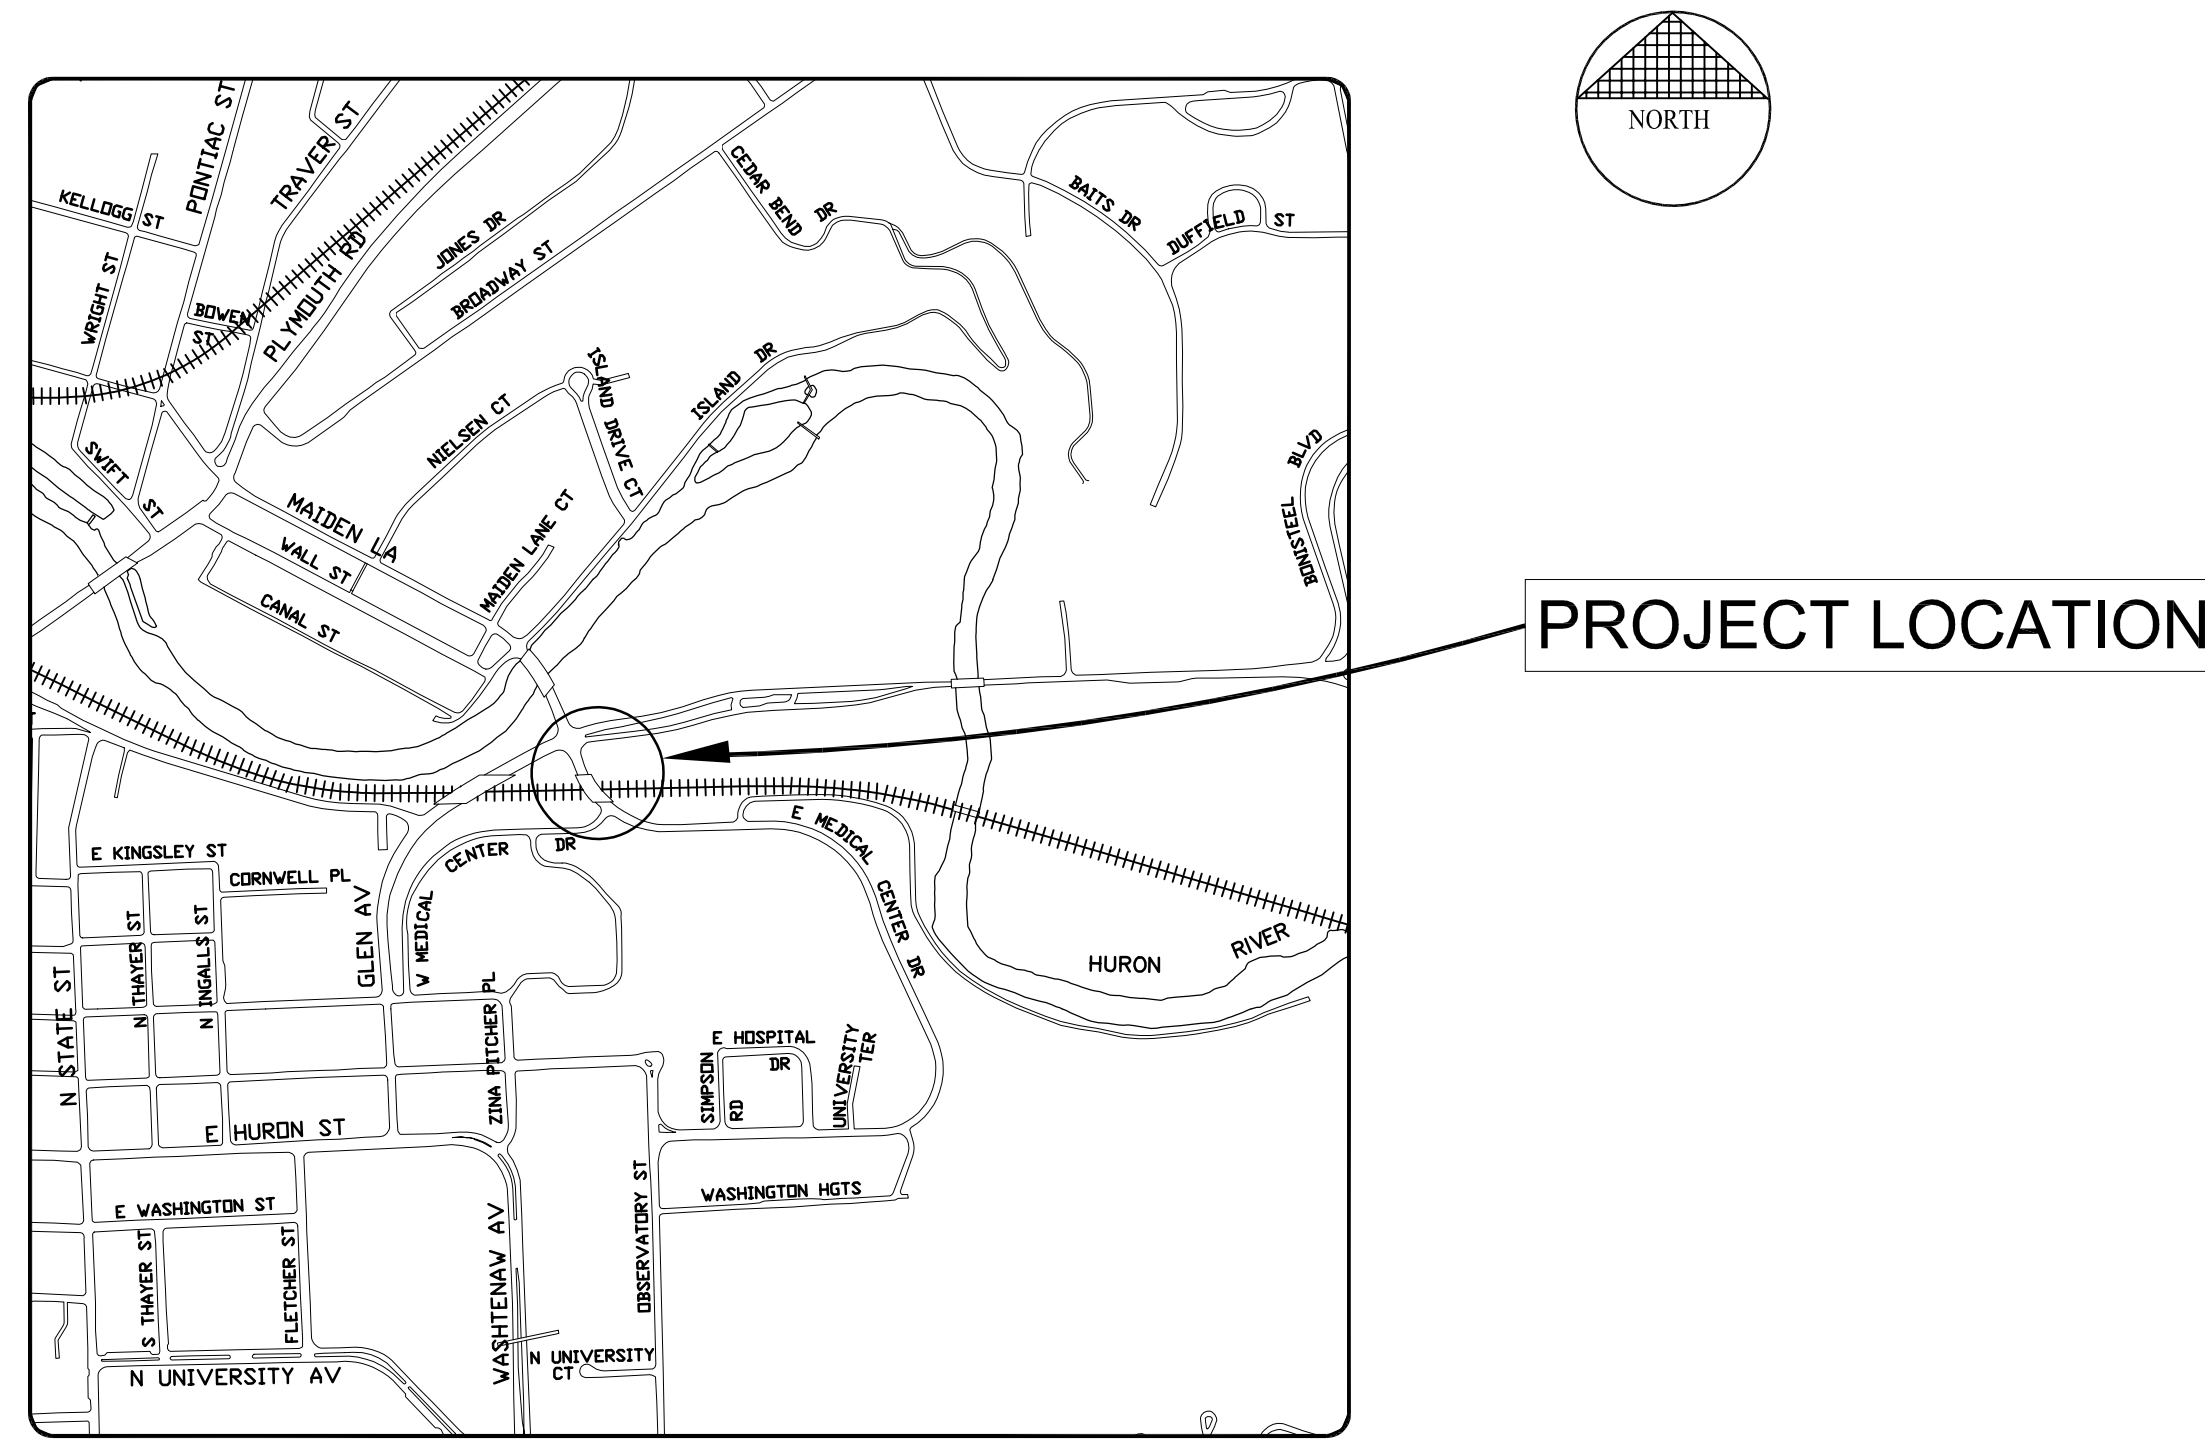 NORTH
PONTIAC ST
TRAVER ST
KELLOGG ST
WRIGHT ST
BOWEN
ST
PLYMOUTH RD
JONES DR
BROADWAY ST
CEDAR BEND DR
BAITS DR
DUFFIELD ST
ISLAND DR
ISLAND DRIVE CT
NIELSEN CT
SWIFT ST
MAIDEN LA
MAIDEN LANE CT
WALL ST
CANAL ST
BONISTEEL BLVD
PROJECT LOCATION
E MEDICAL CENTER DR
W MEDICAL CENTER DR
E KINGSLEY ST
CORNWELL PL
GLEN AV
N THAYER ST
N INGALLS ST
N STATE ST
ZINA PITCHER PL
HURON RIVER
E HOSPITAL
DR
SIMPSON
RD
UNIVERSITY
TER
E HURON ST
WASHINGTON HGTS
OBSERVATORY ST
E WASHINGTON ST
S THAYER ST
FLETCHER ST
WASHTENAW AV
N UNIVERSITY
CT
N UNIVERSITY AV